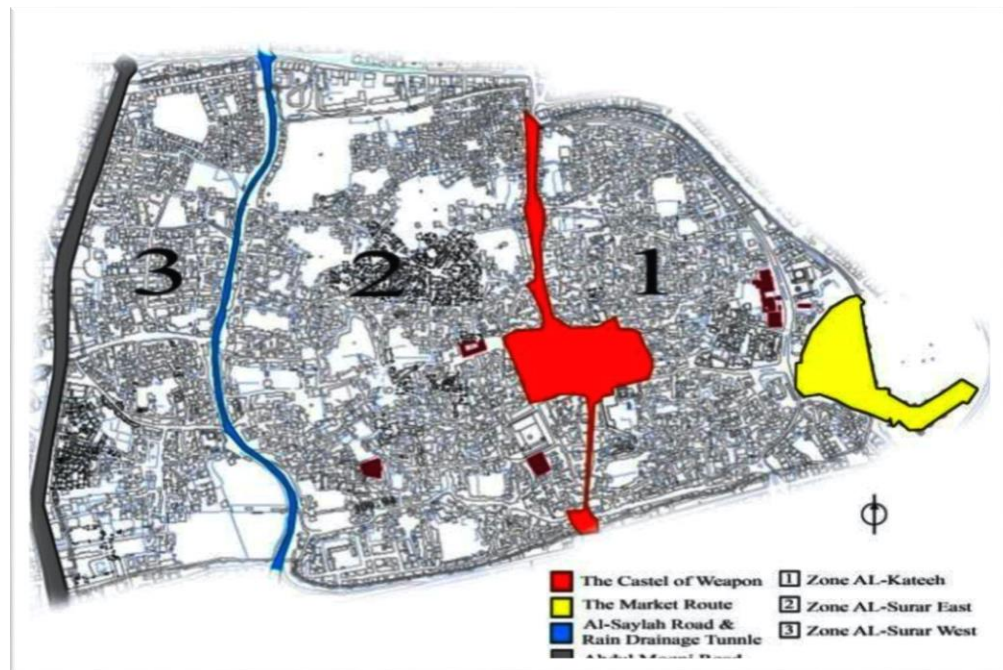 3
2
1
The Castel of Weapon
The Market Route
Al-Saylah Road &
Rain Drainage Tunnle
1 Zone AL-Kateeh
2 Zone AL-Surar East
3 Zone AL-Surar West